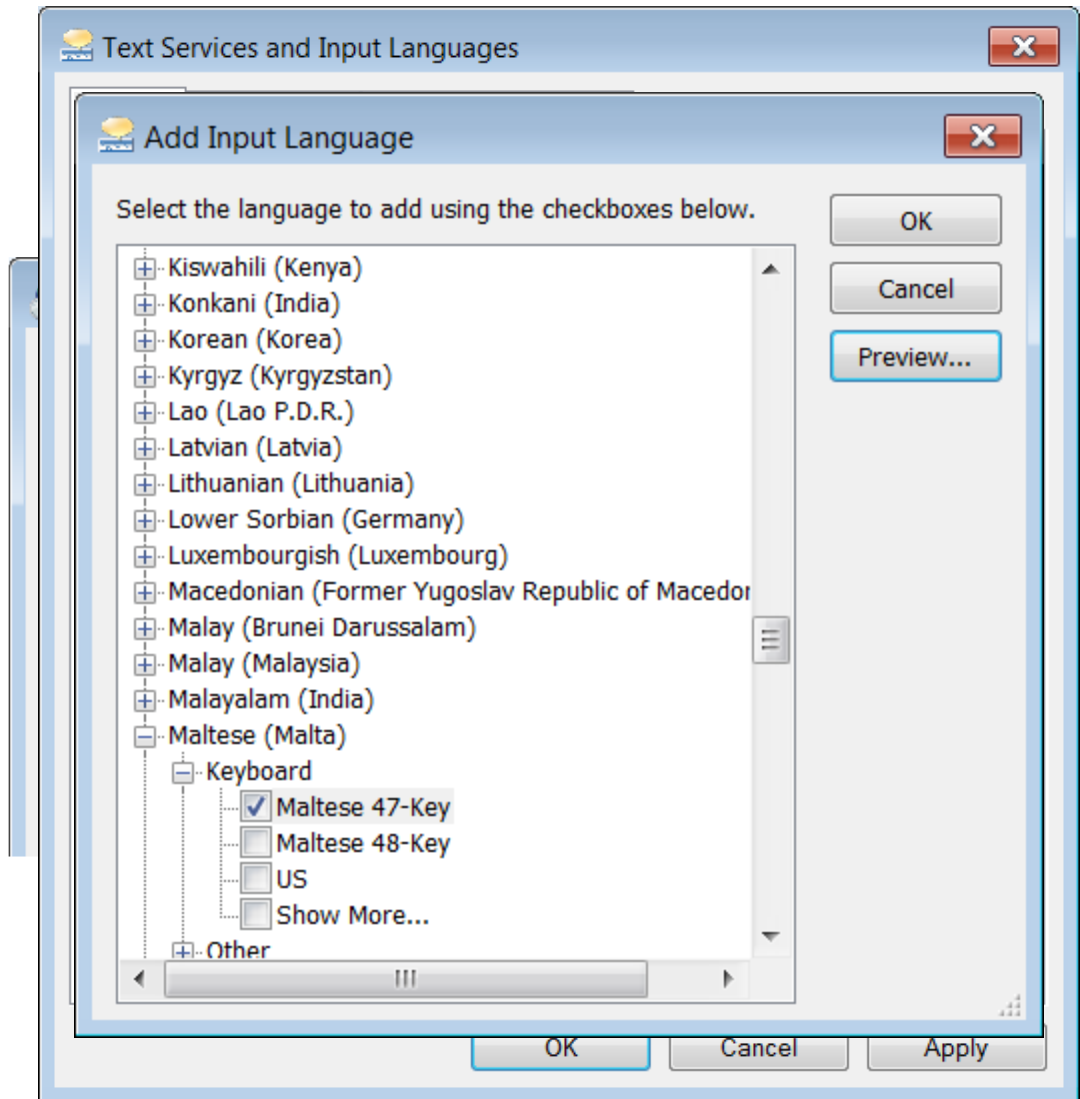 Text Services and Input Languages
Add Input Language
Select the language to add using the checkboxes below.
OK
Cancel
Preview...
Kiswahili (Kenya)
Konkani (India)
Korean (Korea)
Kyrgyz (Kyrgyzstan)
Lao (Lao P.D.R.)
Latvian (Latvia)
Lithuanian (Lithuania)
Lower Sorbian (Germany)
Luxembourgish (Luxembourg)
Macedonian (Former Yugoslav Republic of Macedon
Malay (Brunei Darussalam)
Malay (Malaysia)
Malayalam (India)
Maltese (Malta)
Keyboard
Maltese 47-Key
Maltese 48-Key
US
Show More...
Other
OK Cancel Apply